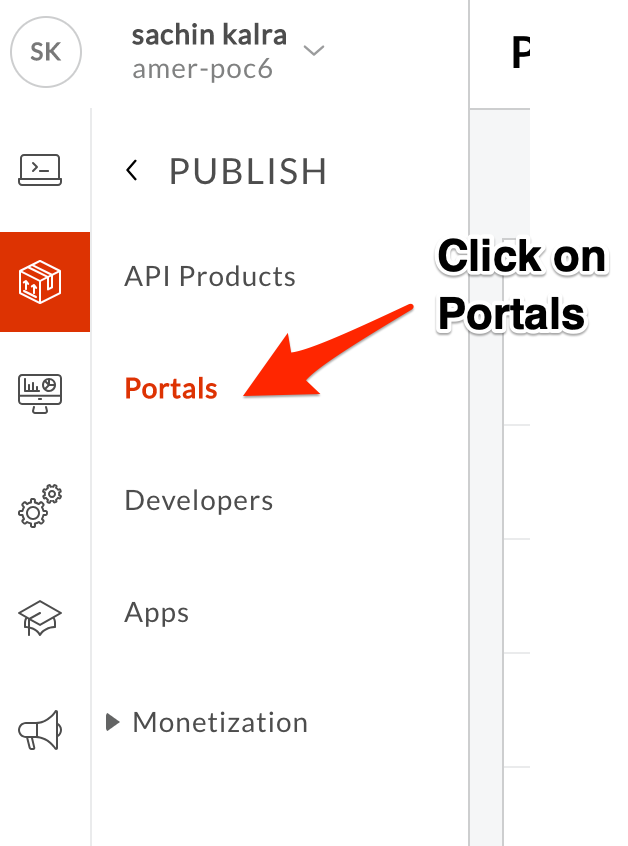 SK
sachin kalra
amer-poc6
P
PUBLISH
API Products
Click on
Portals
Portals
Developers
Apps
Monetization